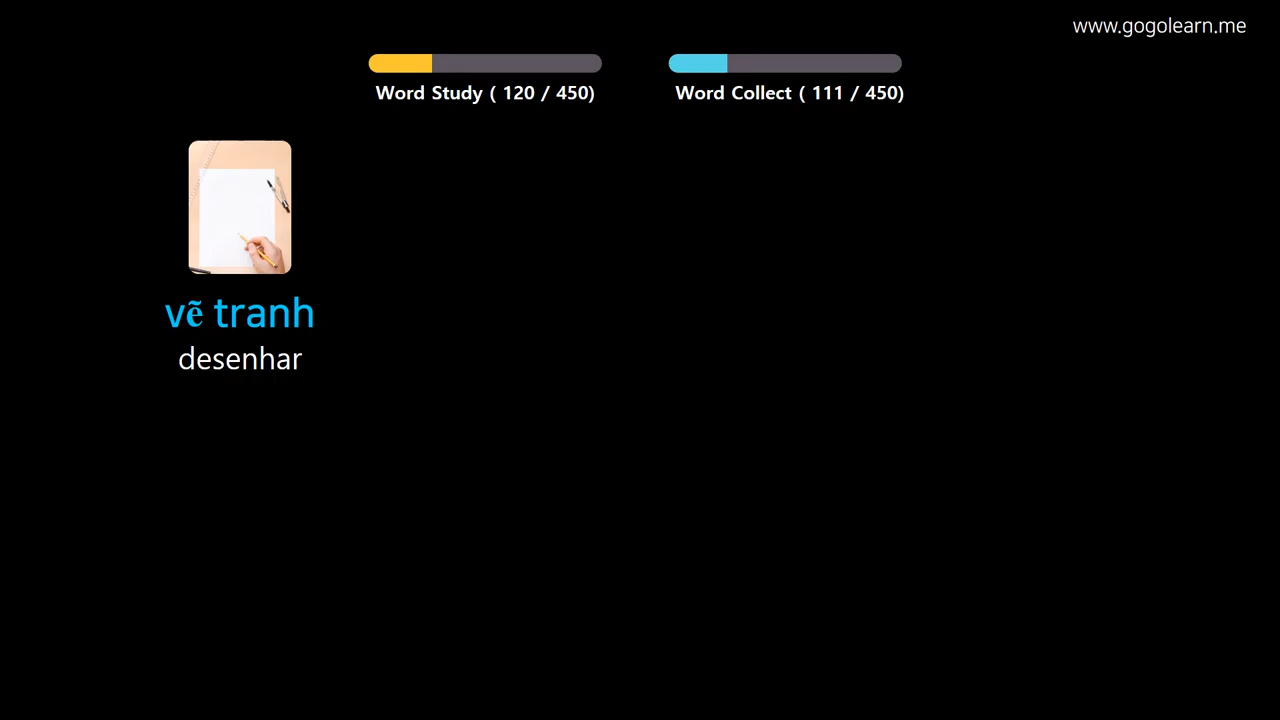 www.gogolearn.me
Word Study ( 120 / 450)
Word Collect ( 111 / 450)
vẽ tranh
desenhar